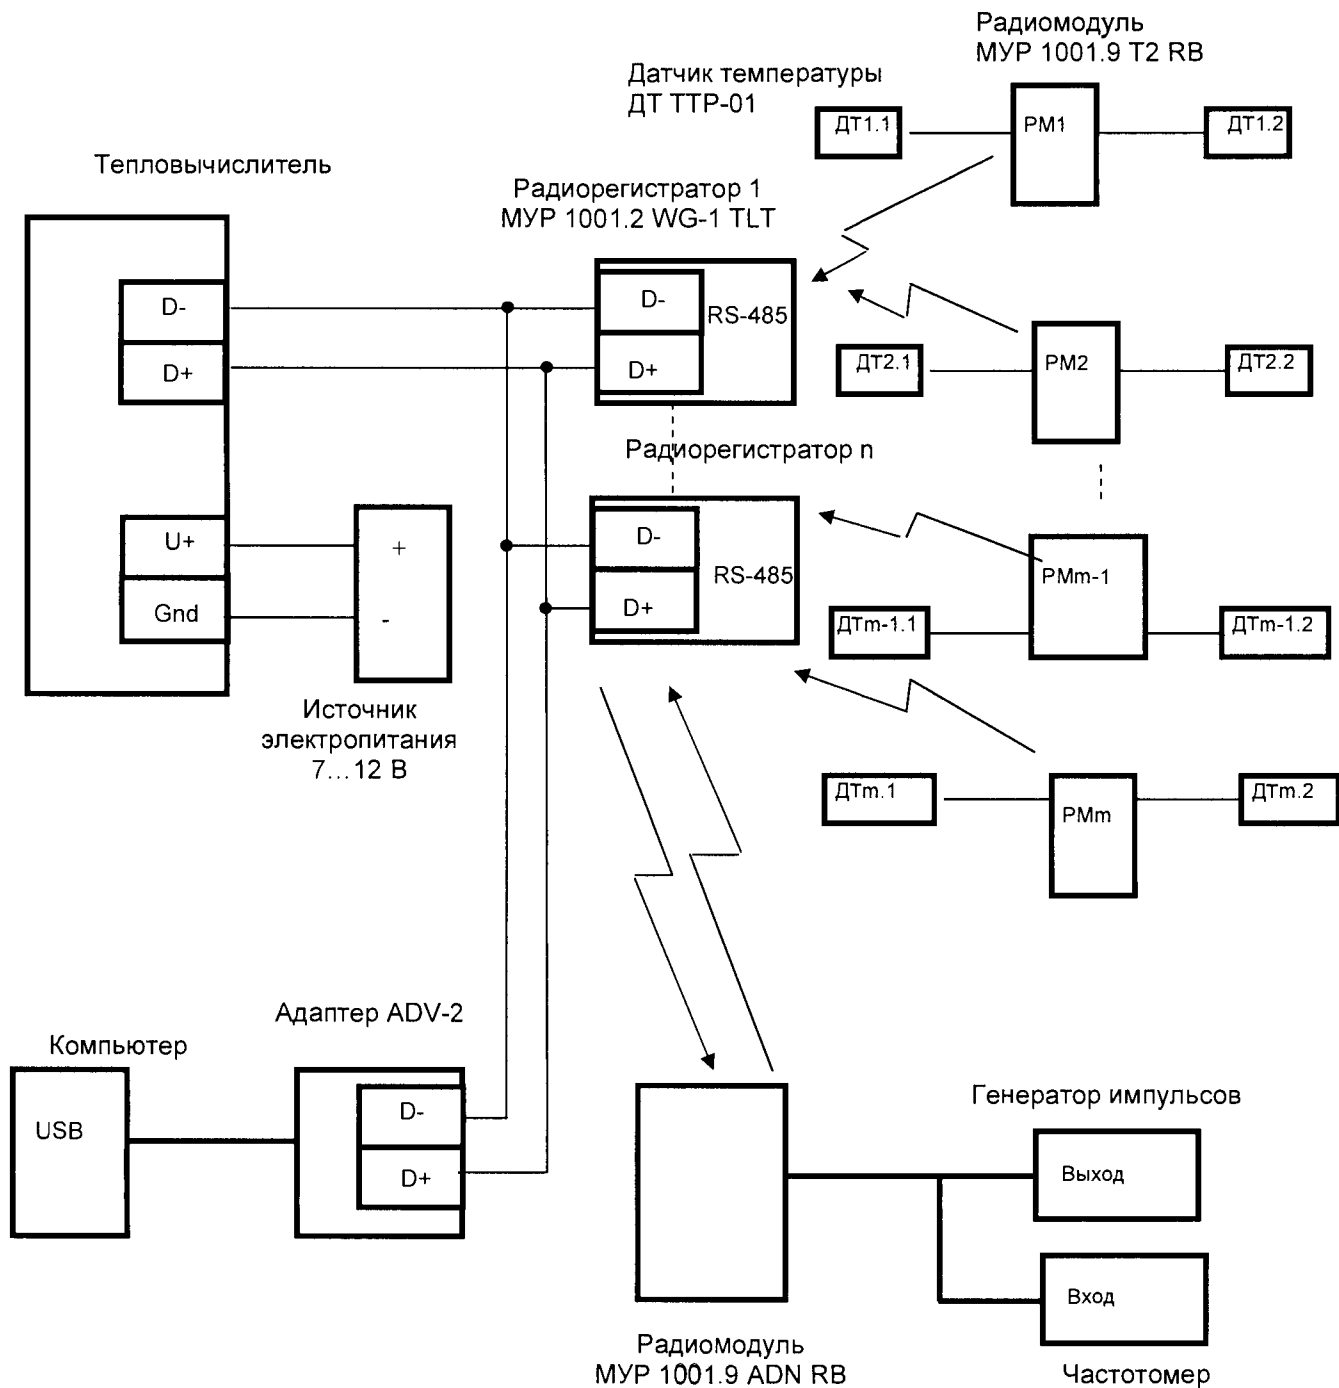 Радиомодуль
МУР 1001.9 T2 RB
Датчик температуры
ДТ ТТР-01
ДТ1.1
РМ1
ДТ1.2
Тепловычислитель
Радиорегистратор 1
МУР 1001.2 WG-1 TLT
D-
D+
D-
D+
RS-485
ДТ2.1
РМ2
ДТ2.2
Радиорегистратор n
U+
Gnd
+
-
D-
D+
RS-485
РМm-1
ДТm-1.1
ДТm-1.2
Источник
электропитания
7...12 В
ДТm.1
РМm
ДТm.2
Адаптер ADV-2
Компьютер
USB
D-
D+
Генератор импульсов
Выход
Вход
Радиомодуль
МУР 1001.9 ADN RB
Частотомер